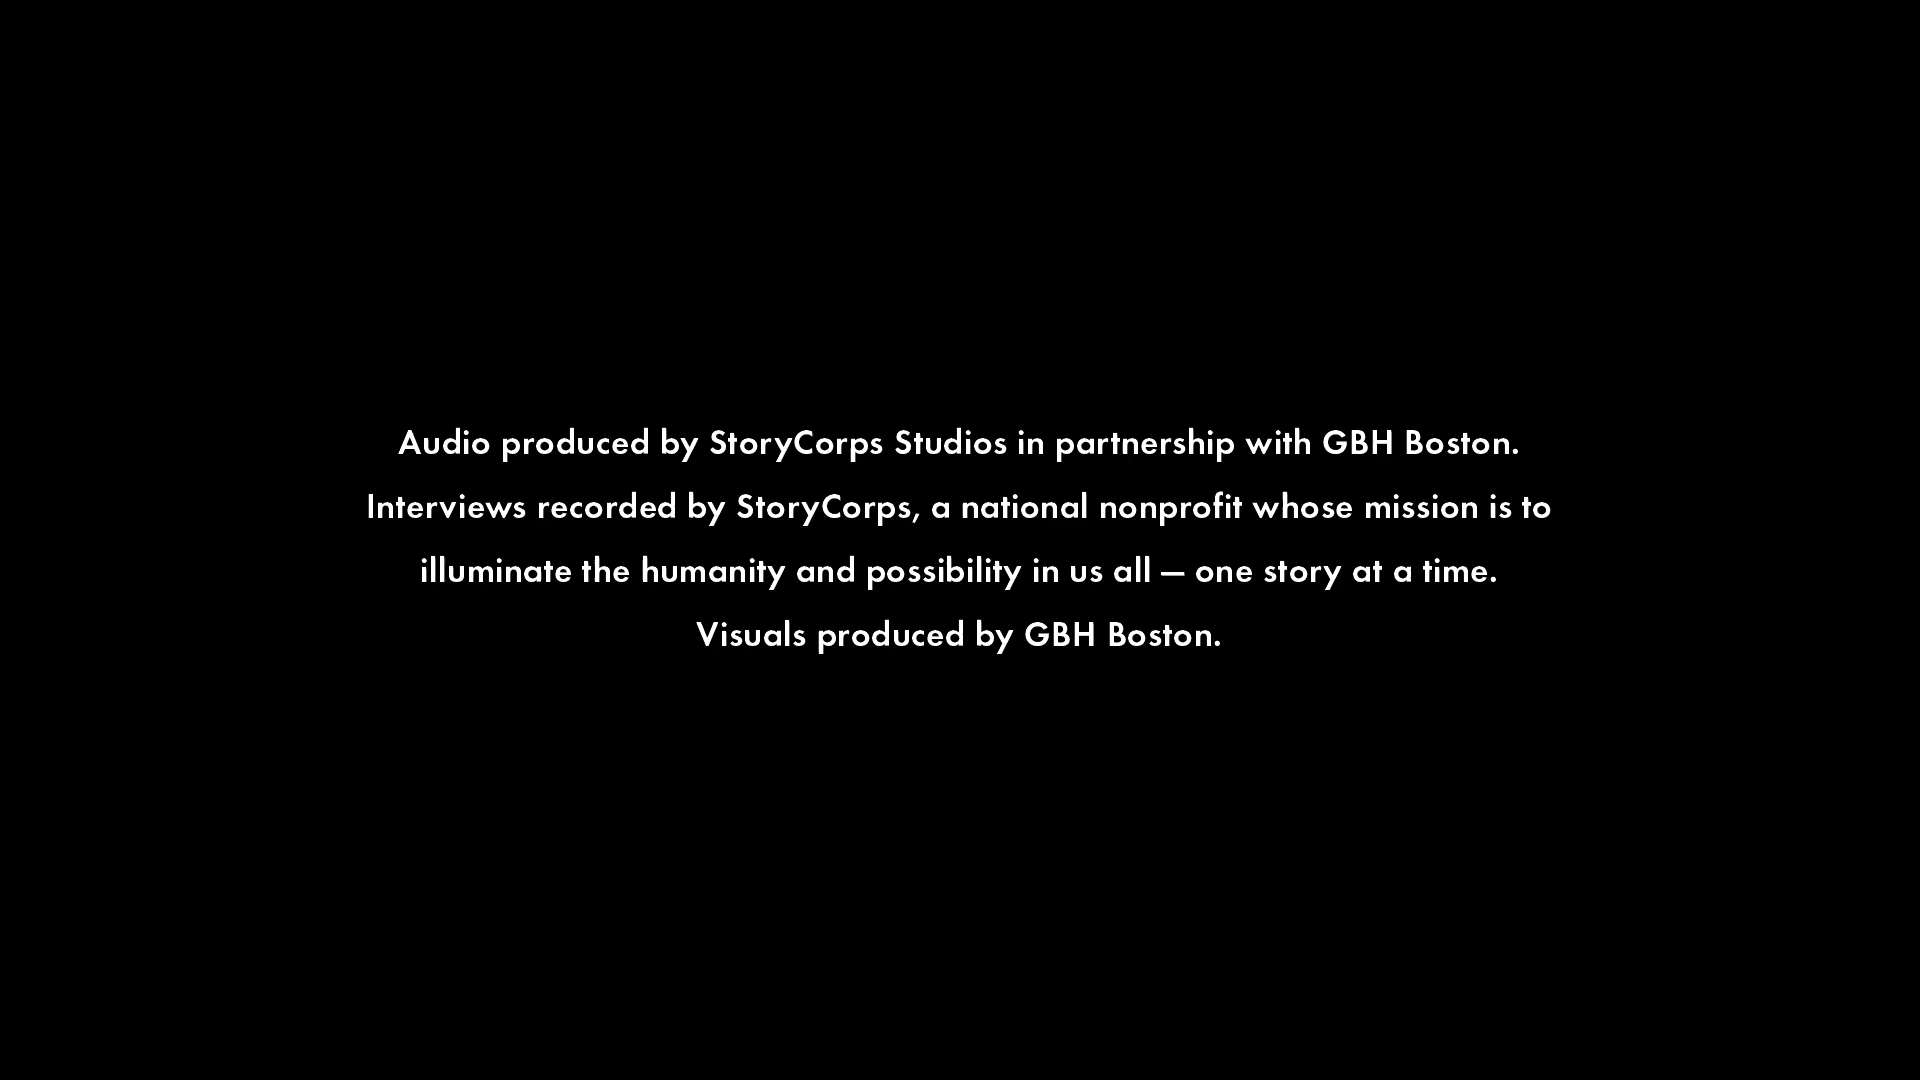 Audio produced by StoryCorps Studios in partnership with GBH Boston.
Interviews recorded by StoryCorps, a national nonprofit whose mission is to
illuminate the humanity and possibility in us all — one story at a time.
Visuals produced by GBH Boston.